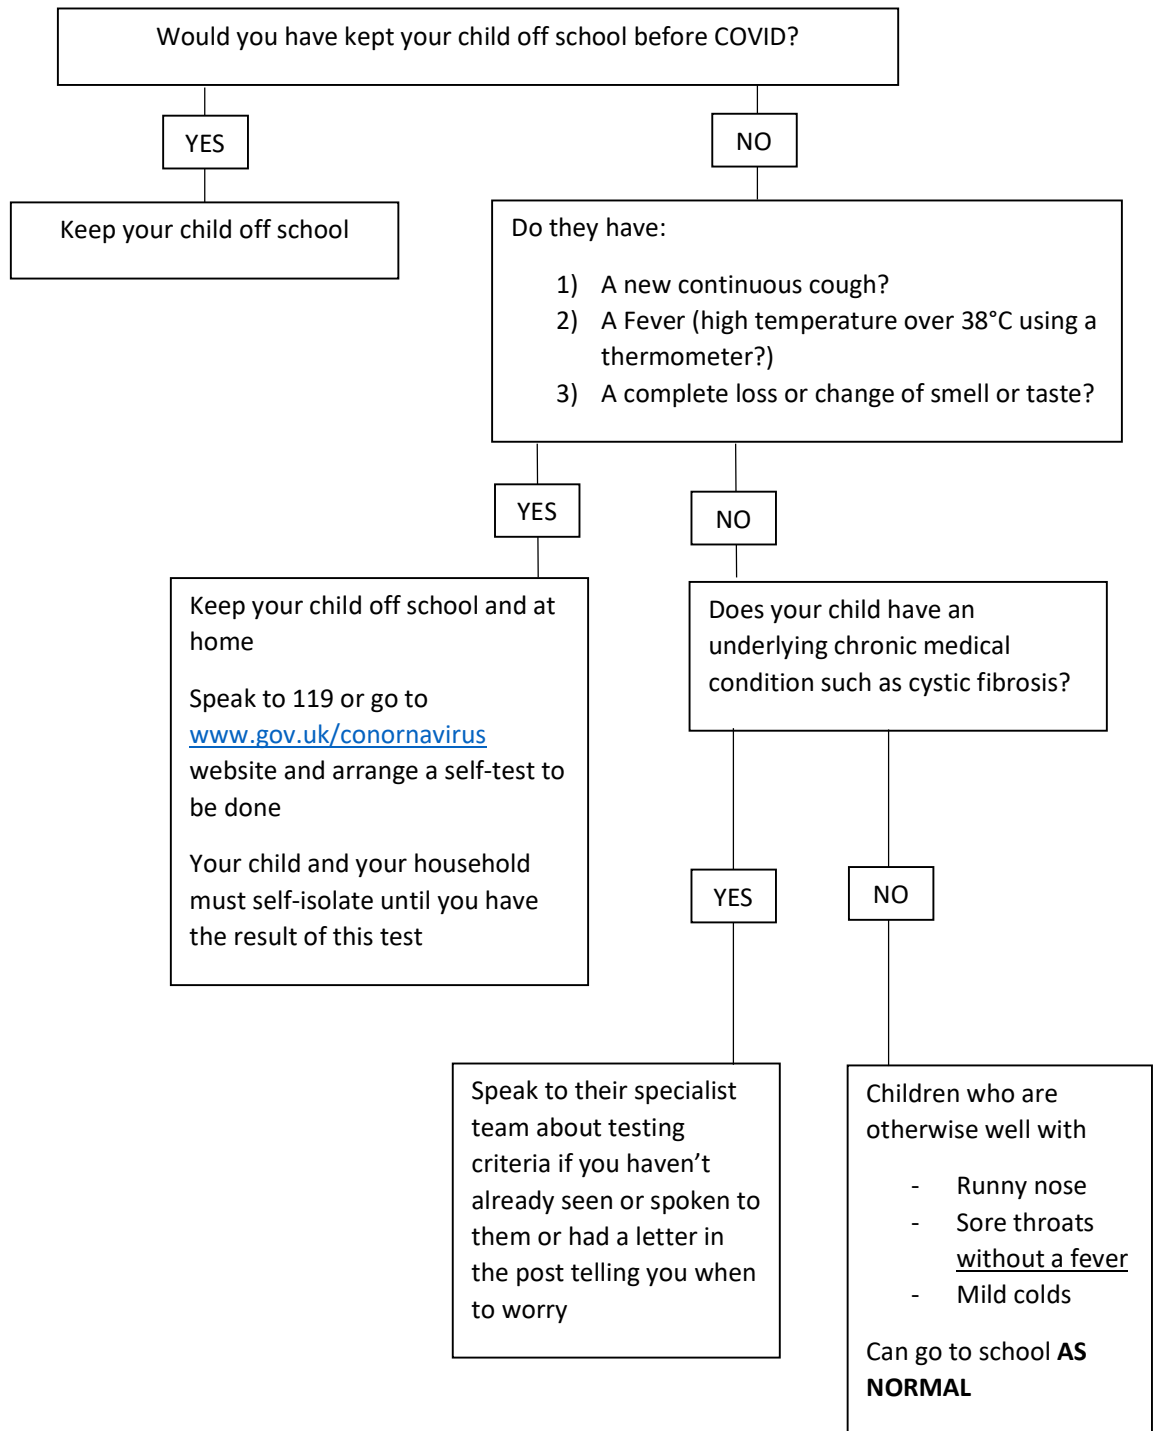 Would you have kept your child off school before COVID?
YES
NO
Keep your child off school
Do they have:
1) A new continuous cough?
2) A Fever (high temperature over 38°C using a
thermometer?)
3) A complete loss or change of smell or taste?
YES
NO
Keep your child off school and at
home
Speak to 119 or go to
www.gov.uk/conornavirus
website and arrange a self-test to
be done
Your child and your household
must self-isolate until you have
the result of this test
Does your child have an
underlying chronic medical
condition such as cystic fibrosis?
YES
NO
Speak to their specialist
team about testing
criteria if you haven’t
already seen or spoken to
them or had a letter in
the post telling you when
to worry
Children who are
otherwise well with
- Runny nose
- Sore throats
without a fever
- Mild colds
Can go to school AS
NORMAL